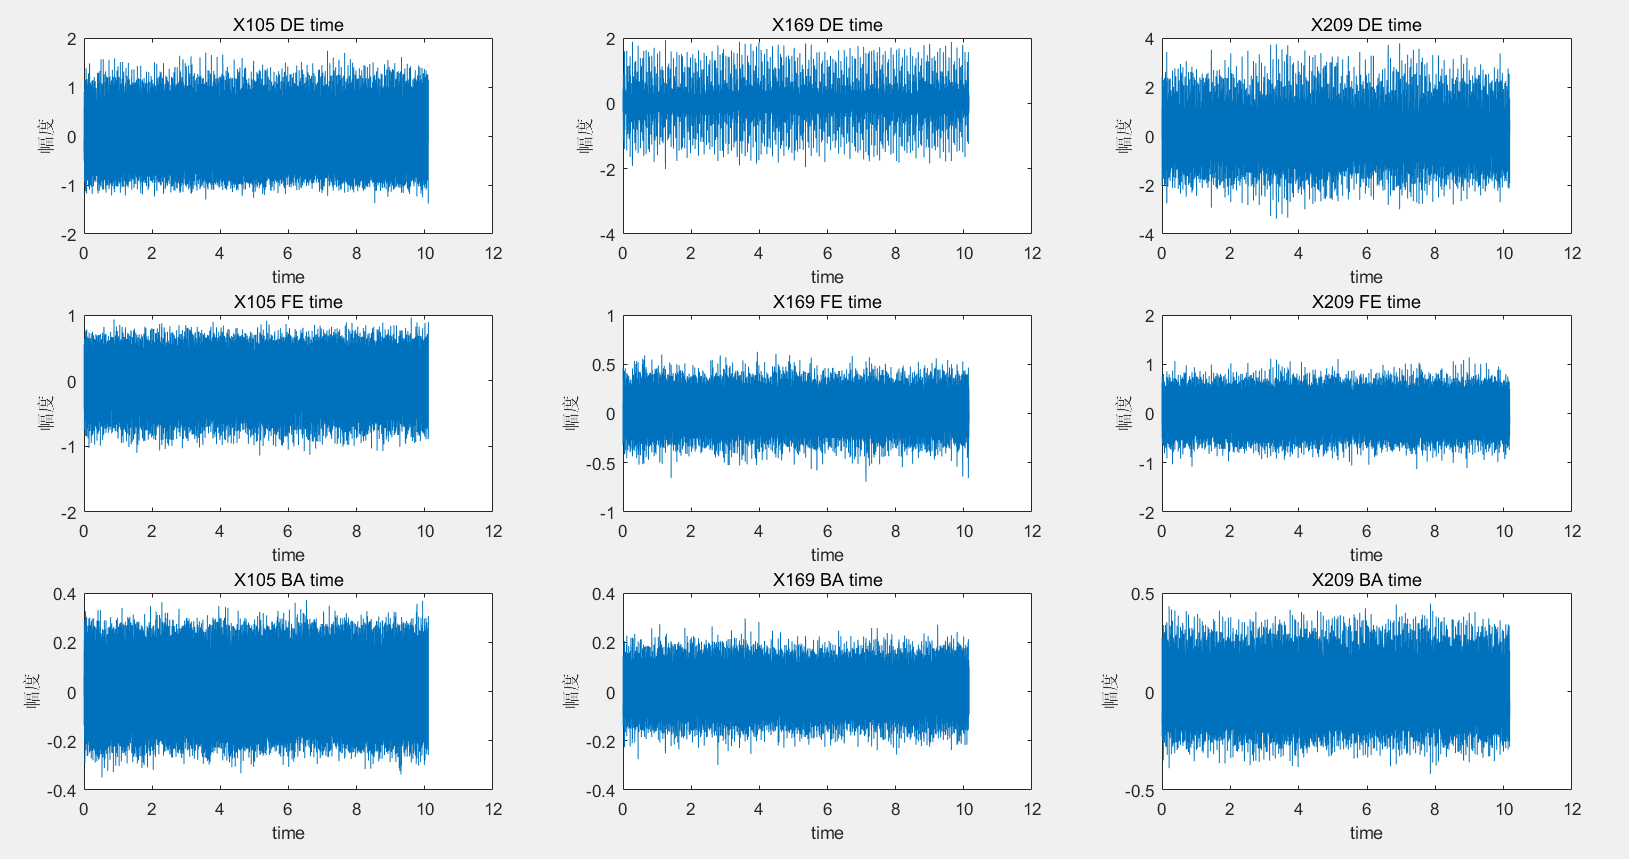 X105 DE time
X169 DE time
X209 DE time
2
1
0
-1
-2
幅度
0 2 4 6 8 10 12
time
2
0
-2
-4
幅度
0 2 4 6 8 10 12
time
4
2
0
-2
-4
幅度
0 2 4 6 8 10 12
time
X105 FE time
X169 FE time
X209 FE time
1
0
-1
-2
幅度
0 2 4 6 8 10 12
time
1
0.5
0
-0.5
-1
幅度
0 2 4 6 8 10 12
time
2
1
0
-1
-2
幅度
0 2 4 6 8 10 12
time
X105 BA time
X169 BA time
X209 BA time
0.4
0.2
0
-0.2
-0.4
幅度
0 2 4 6 8 10 12
time
0.4
0.2
0
-0.2
-0.4
幅度
0 2 4 6 8 10 12
time
0.5
0
-0.5
幅度
0 2 4 6 8 10 12
time